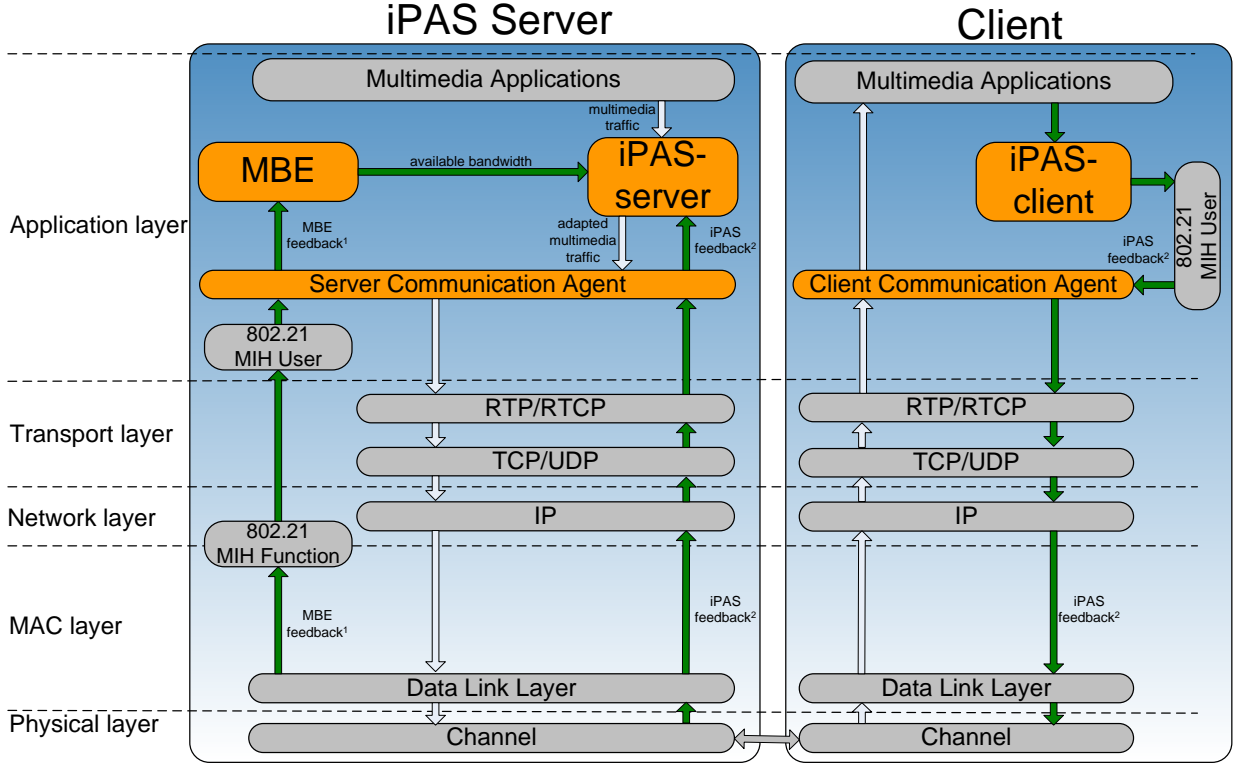 iPAS Server
Client
Multimedia Applications
multimedia
traffic
MBE
available bandwidth
iPAS-
server
MBE
feedback¹
adapted
multimedia
traffic
iPAS
feedback²
Server Communication Agent
802.21
MIH User
RTP/RTCP
TCP/UDP
IP
802.21
MIH Function
MBE
feedback¹
iPAS
feedback²
Data Link Layer
Channel
Multimedia Applications
iPAS-
client
802.21
MIH User
iPAS
feedback²
Client Communication Agent
RTP/RTCP
TCP/UDP
IP
iPAS
feedback²
Data Link Layer
Channel
Application layer
Transport layer
Network layer
MAC layer
Physical layer